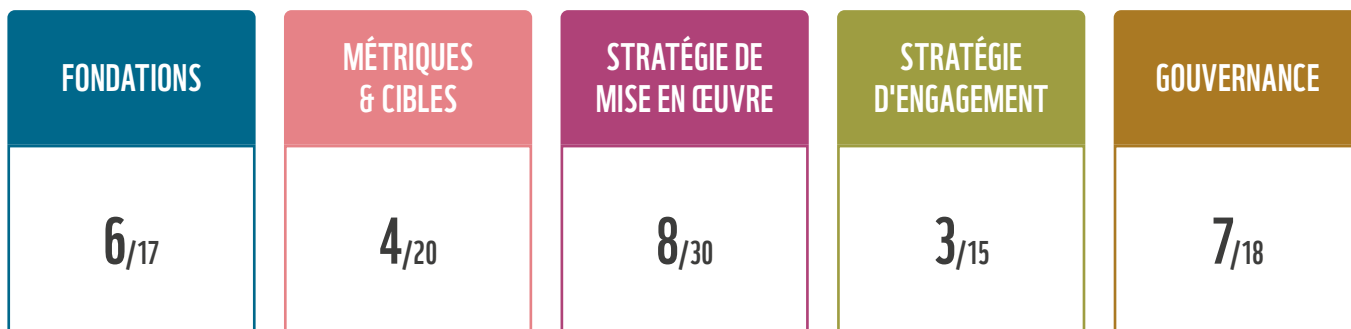 FONDATIONS
6/17
MÉTRIQUES
& CIBLES
4/20
STRATÉGIE DE
MISE EN ŒUVRE
8/30
STRATÉGIE
D'ENGAGEMENT
3/15
GOUVERNANCE
7/18